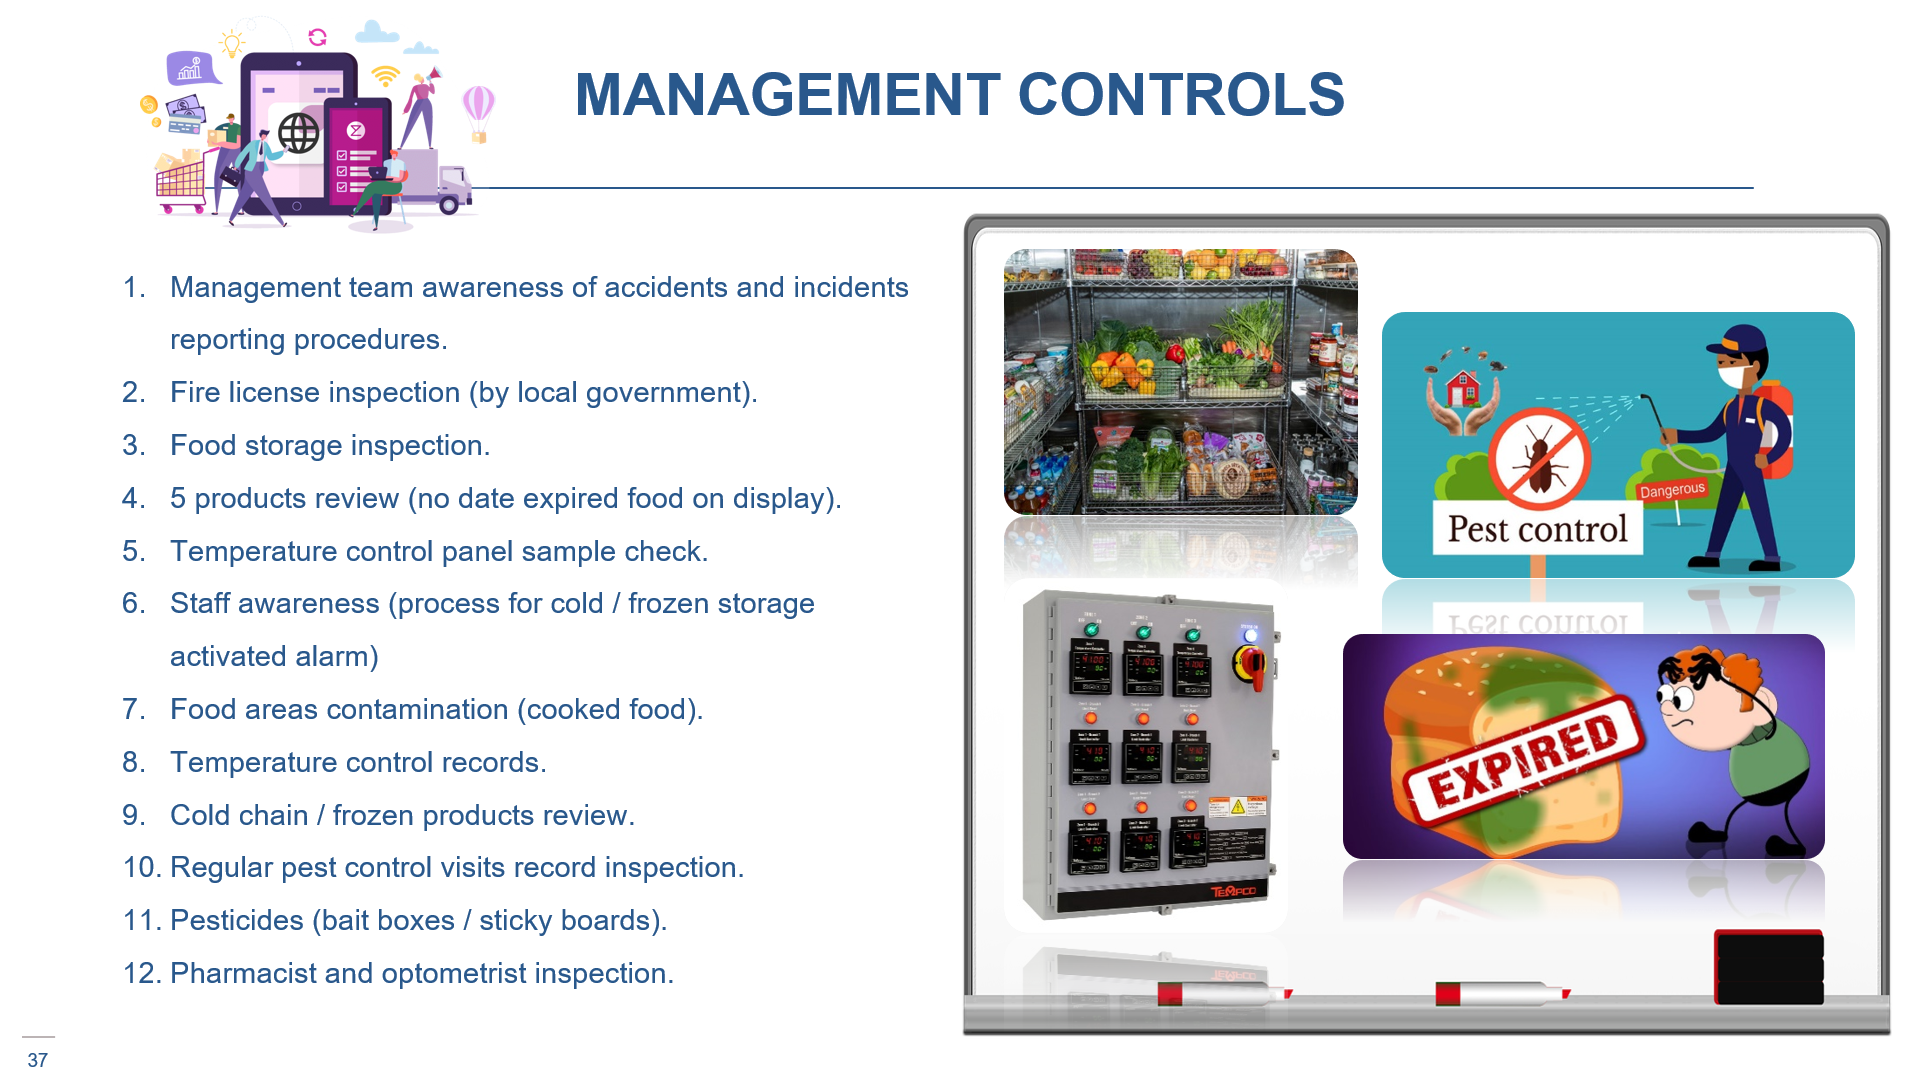 MANAGEMENT CONTROLS
1. Management team awareness of accidents and incidents
reporting procedures.
2. Fire license inspection (by local government).
3. Food storage inspection.
4. 5 products review (no date expired food on display).
5. Temperature control panel sample check.
6. Staff awareness (process for cold / frozen storage
activated alarm)
7. Food areas contamination (cooked food).
8. Temperature control records.
9. Cold chain / frozen products review.
10. Regular pest control visits record inspection.
11. Pesticides (bait boxes / sticky boards).
12. Pharmacist and optometrist inspection.
Dangerous
Pest control
EXPIRED
TEMPCO
37